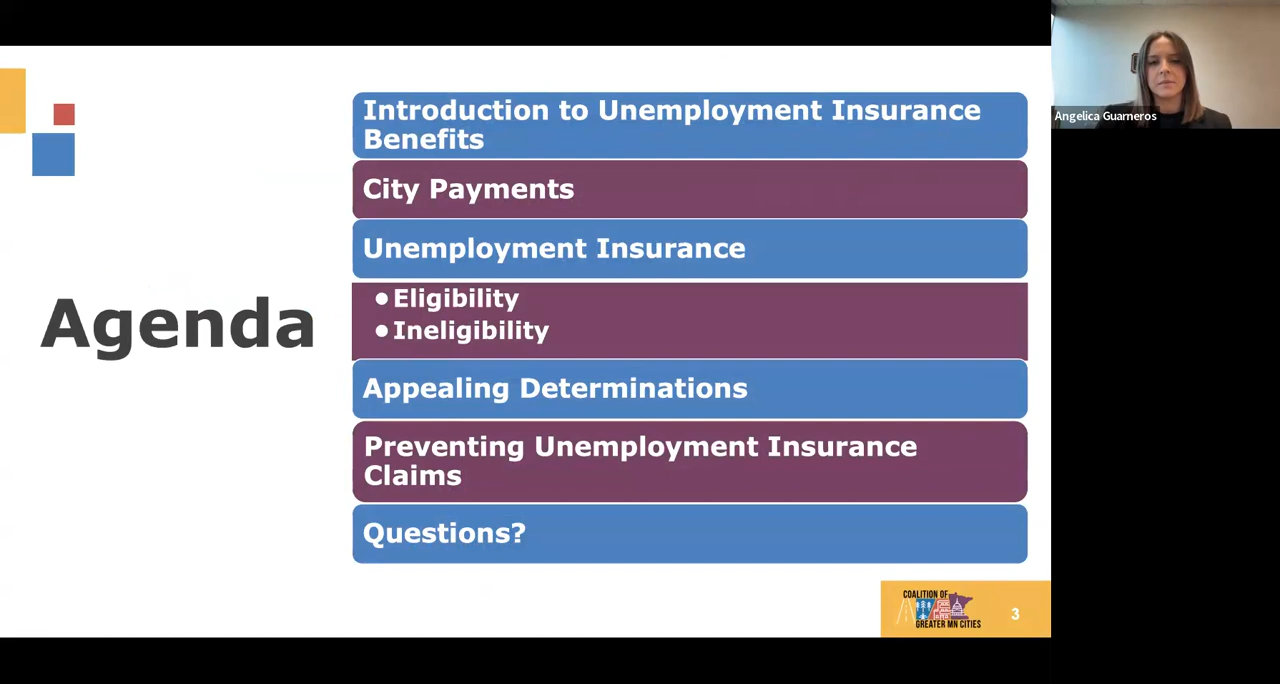 Agenda
Introduction to Unemployment Insurance
Benefits
City Payments
Unemployment Insurance
• Eligibility
• Ineligibility
Appealing Determinations
Preventing Unemployment Insurance
Claims
Questions?
COALITION OF
GREATER MN CITIES
3
Angelica Guarneros